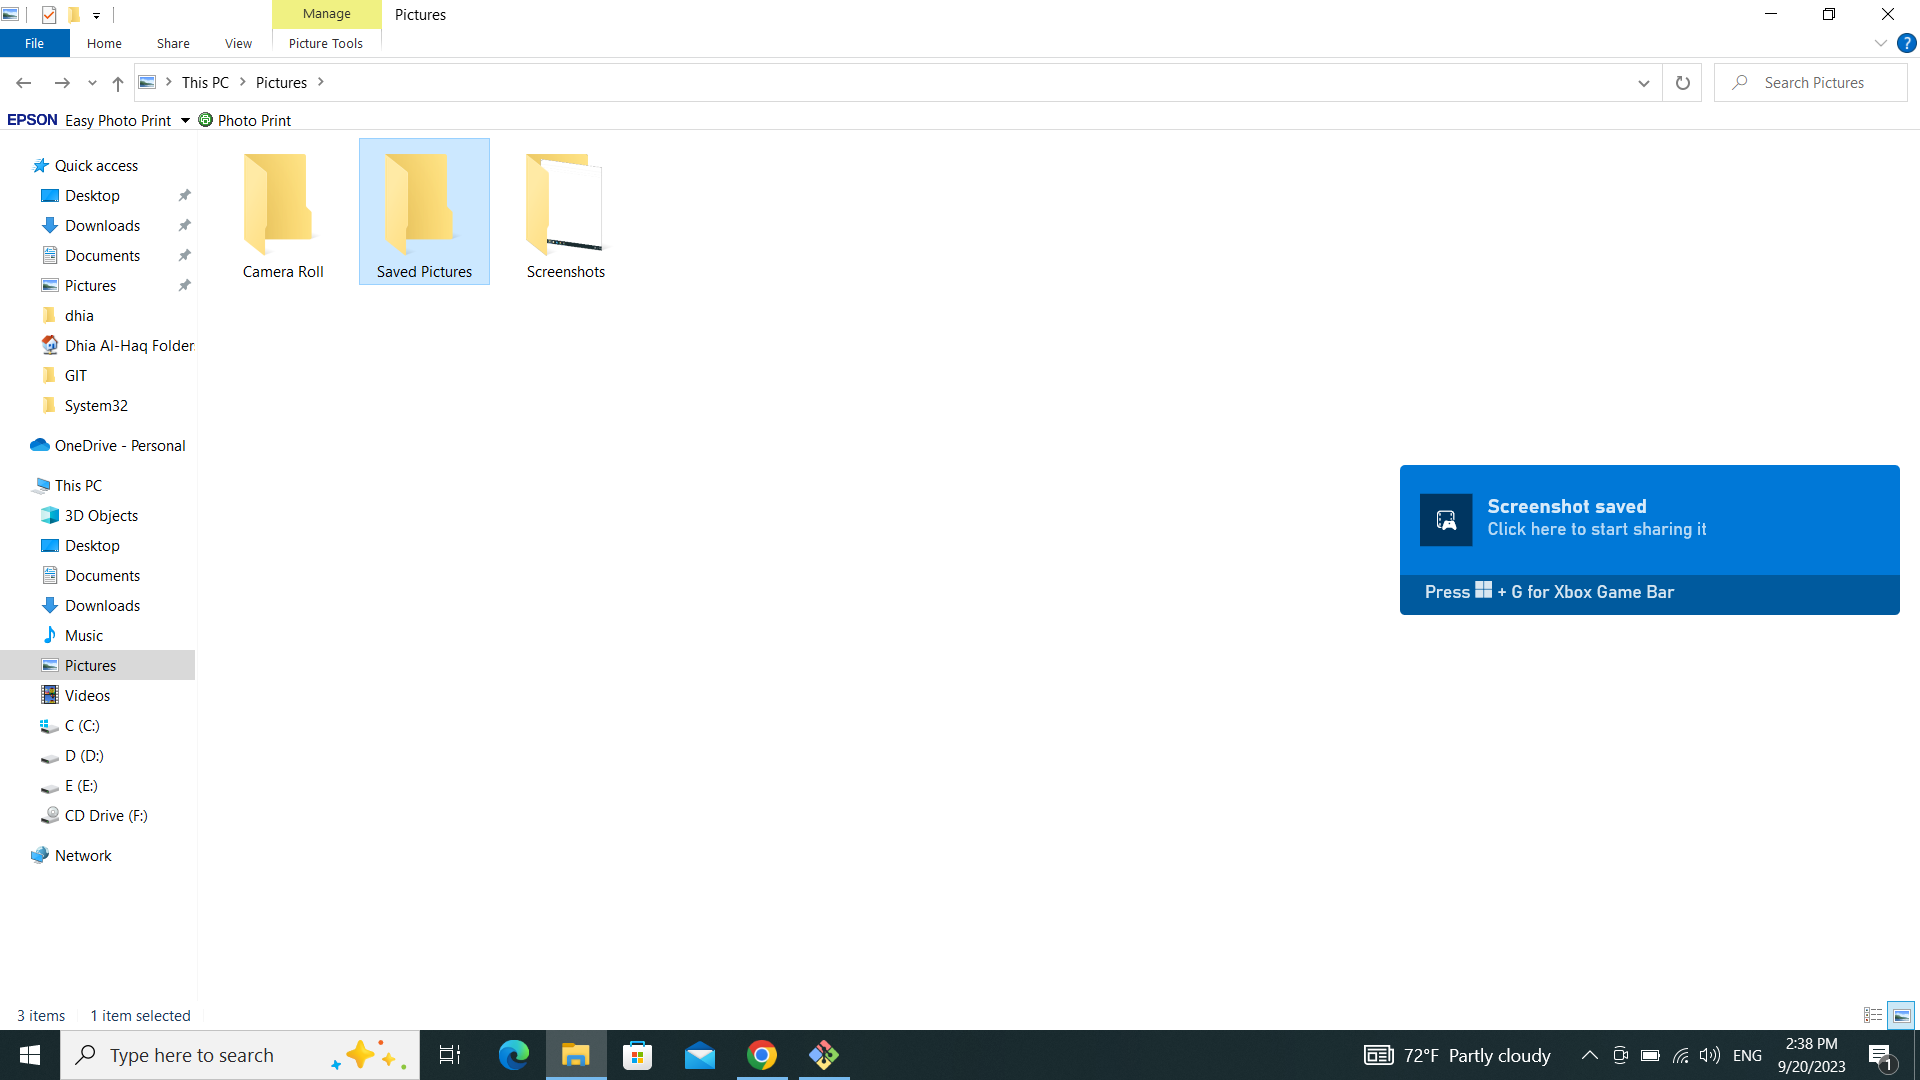 Manage
Pictures
File
Home
Share
View
Picture Tools
?
This PC
Pictures
Search Pictures
EPSON Easy Photo Print
Photo Print
Quick access
Desktop
Downloads
Documents
Pictures
dhia
Dhia Al-Haq Folder.
GIT
System32
OneDrive - Personal
This PC
3D Objects
Desktop
Documents
Downloads
Music
Pictures
Videos
C (C:)
D (D:)
E (E:)
CD Drive (F:)
Network
Camera Roll
Saved Pictures
Screenshots
Screenshot saved
Click here to start sharing it
Press + G for Xbox Game Bar
3 items
1 item selected
Type here to search
72°F Partly cloudy
ENG
2:38 PM
9/20/2023
1